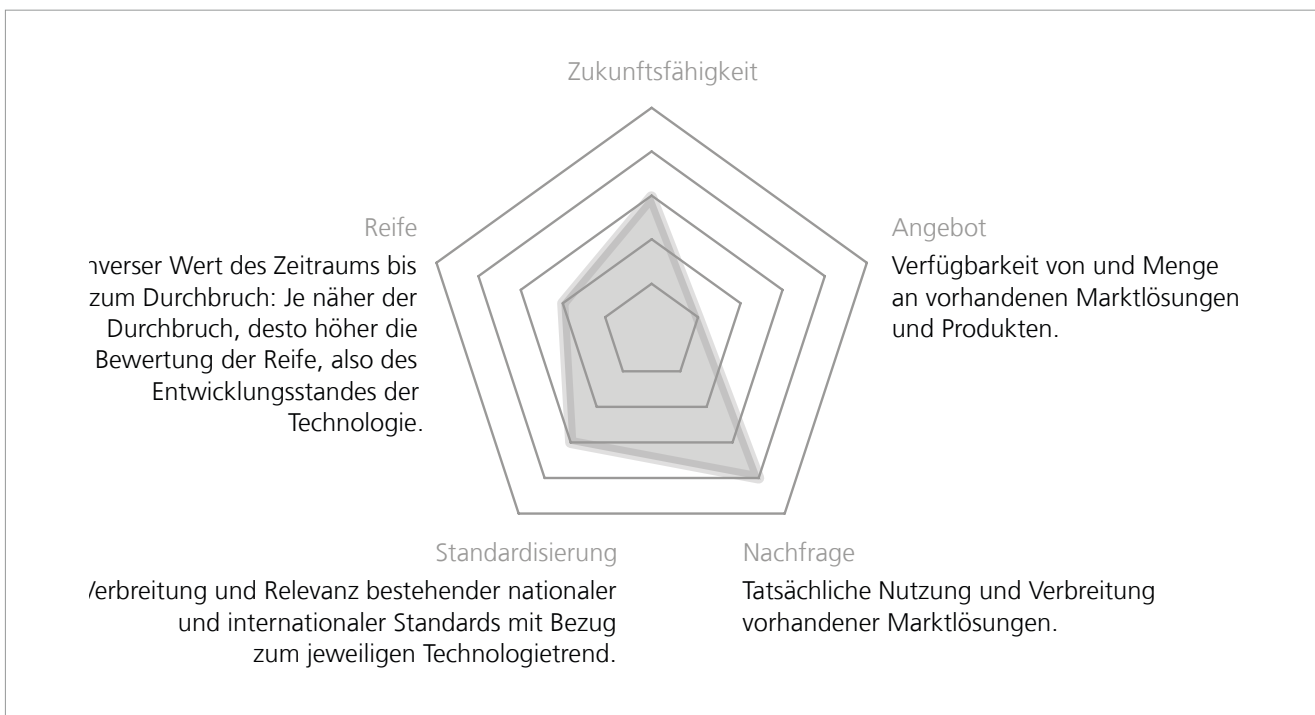 Zukunftsfähigkeit
Reife
nverser Wert des Zeitraums bis
zum Durchbruch: Je näher der
Durchbruch, desto höher die
Bewertung der Reife, also des
Entwicklungsstandes der
Technologie.
Angebot
Verfügbarkeit von und Menge
an vorhandenen Marktlösungen
und Produkten.
Standardisierung
Verbreitung und Relevanz bestehender nationaler
und internationaler Standards mit Bezug
zum jeweiligen Technologietrend.
Nachfrage
Tatsächliche Nutzung und Verbreitung
vorhandener Marktlösungen.